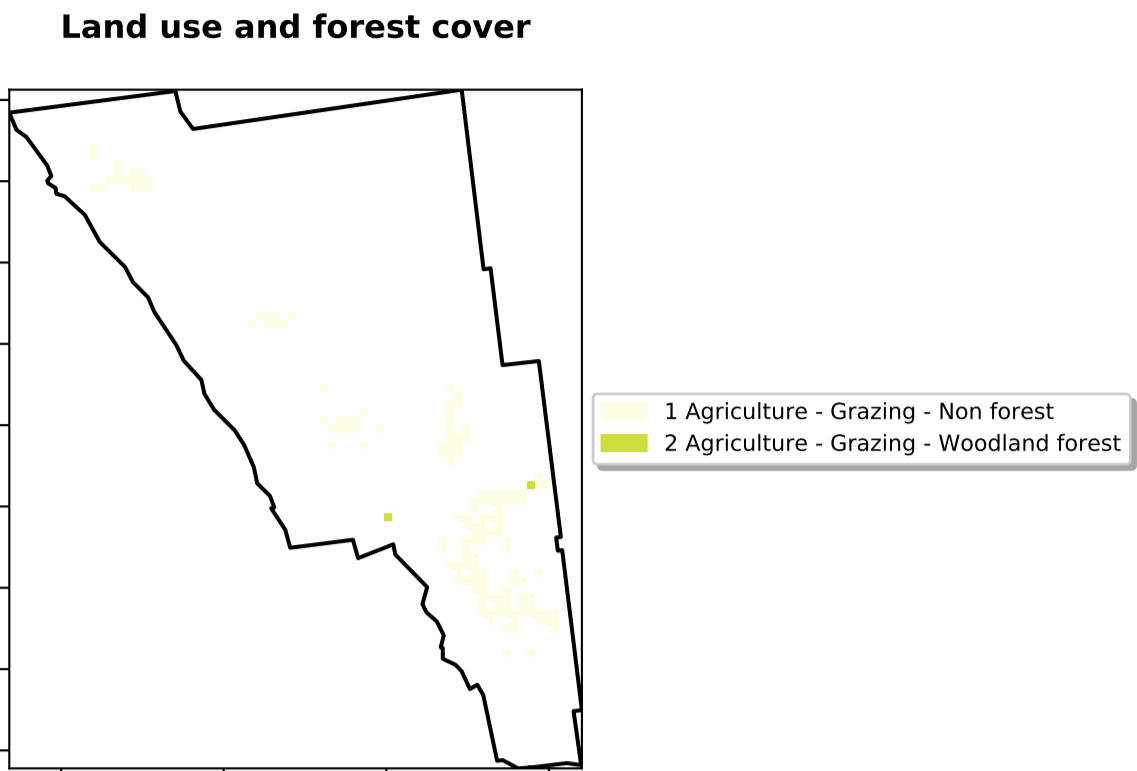 Land use and forest cover
1 Agriculture - Grazing - Non forest
2 Agriculture - Grazing - Woodland forest